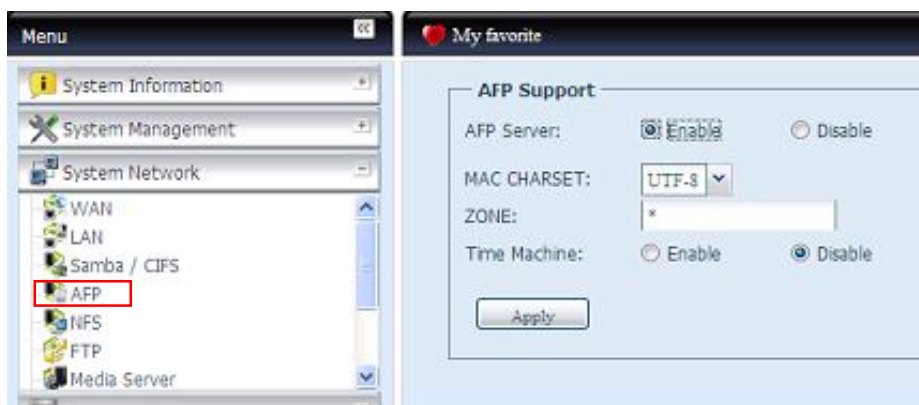 Menu
My favorite
System Information
System Management
System Network
WAN
LAN
Samba / CIFS
AFP
NFS
FTP
Media Server
AFP Support
AFP Server: Enable Disable
MAC CHARSET: UTF-8
ZONE: *
Time Machine: Enable Disable
Apply